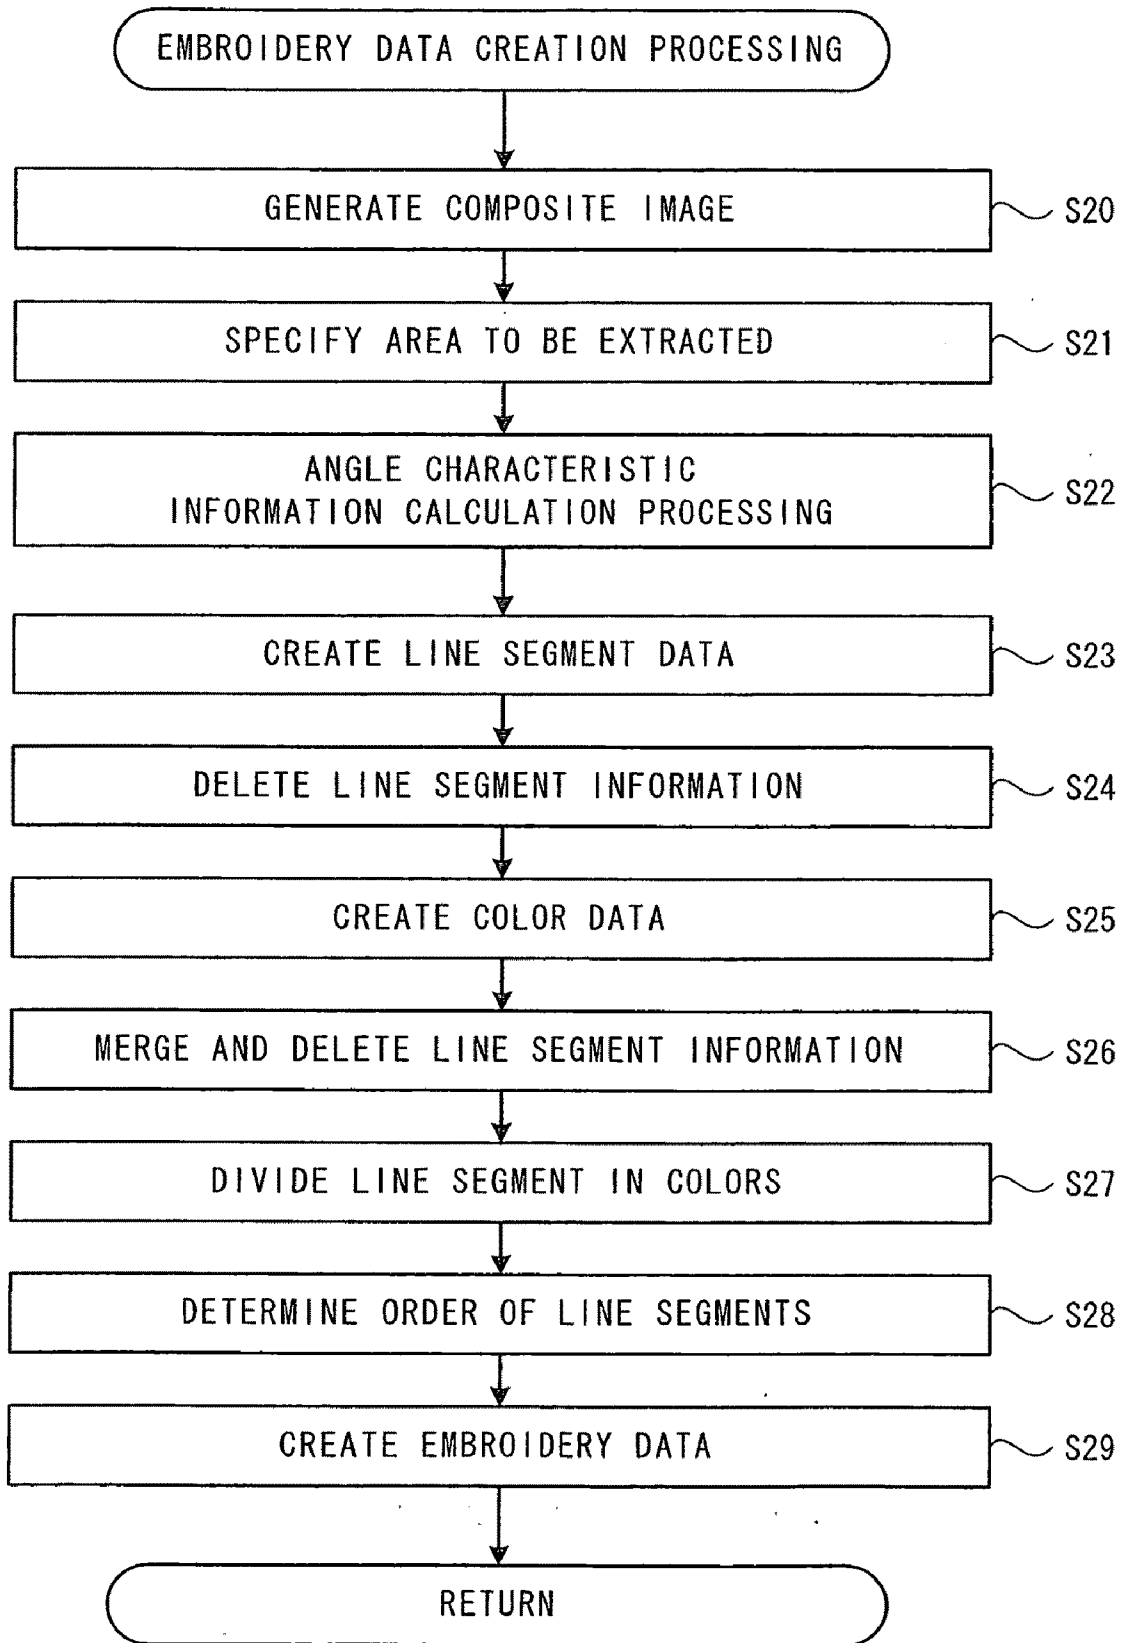 EMBROIDERY DATA CREATION PROCESSING
GENERATE COMPOSITE IMAGE
S20
SPECIFY AREA TO BE EXTRACTED
S21
ANGLE CHARACTERISTIC
INFORMATION CALCULATION PROCESSING
S22
CREATE LINE SEGMENT DATA
S23
DELETE LINE SEGMENT INFORMATION
S24
CREATE COLOR DATA
S25
MERGE AND DELETE LINE SEGMENT INFORMATION
S26
DIVIDE LINE SEGMENT IN COLORS
S27
DETERMINE ORDER OF LINE SEGMENTS
S28
CREATE EMBROIDERY DATA
S29
RETURN